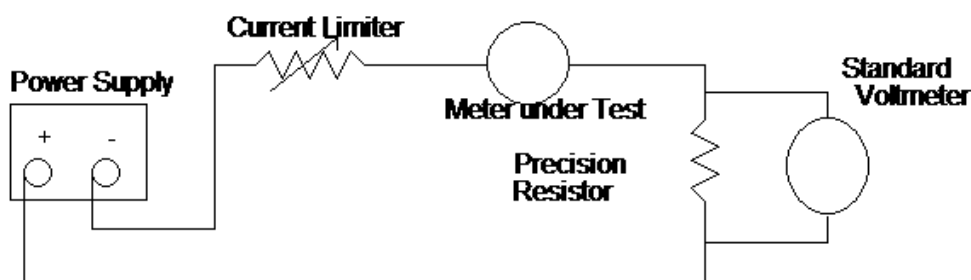 Current Limiter
Power Supply
Standard
Voltmeter
+ -
Meter under Test
Precision
Resistor